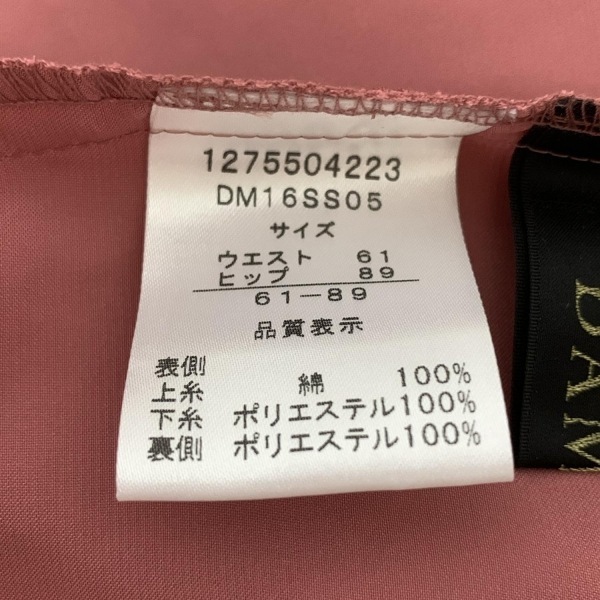 1275504223
DM16SS05
サイズ
ウエスト 61
ヒップ 89
61-89
品質表示
表側
上糸 綿 100%
下糸 ポリエステル100%
裏側 ポリエステル100%
DAM